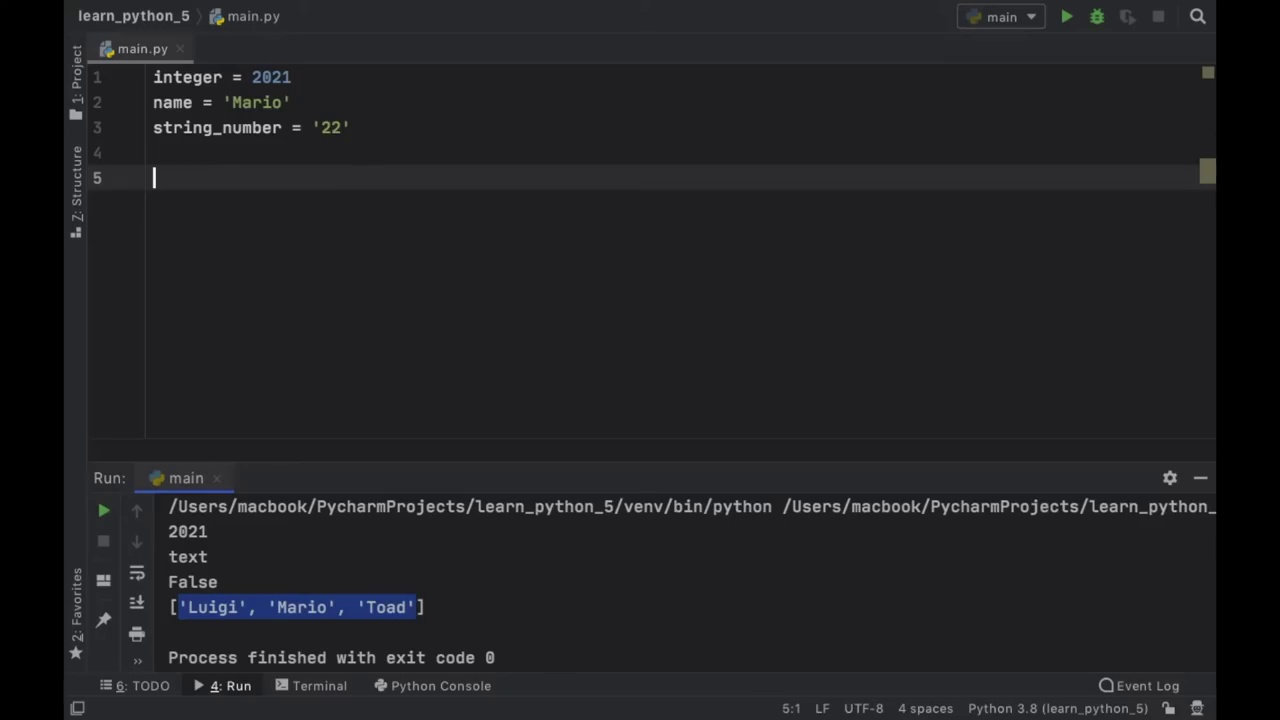 learn_python_5 main.py
main
main.py
1: Project
7: Structure
2: Favorites
1 integer = 2021
2 name = 'Mario'
3 string_number = '22'
4
5
Run: main
/Users/macbook/PycharmProjects/learn_python_5/venv/bin/python /Users/macbook/PycharmProjects/learn_python_
2021
text
False
['Luigi', 'Mario', 'Toad']
Process finished with exit code 0
6: TODO 4: Run Terminal Python Console Event Log
5:1 LF UTF-8 4 spaces Python 3.8 (learn_python_5)